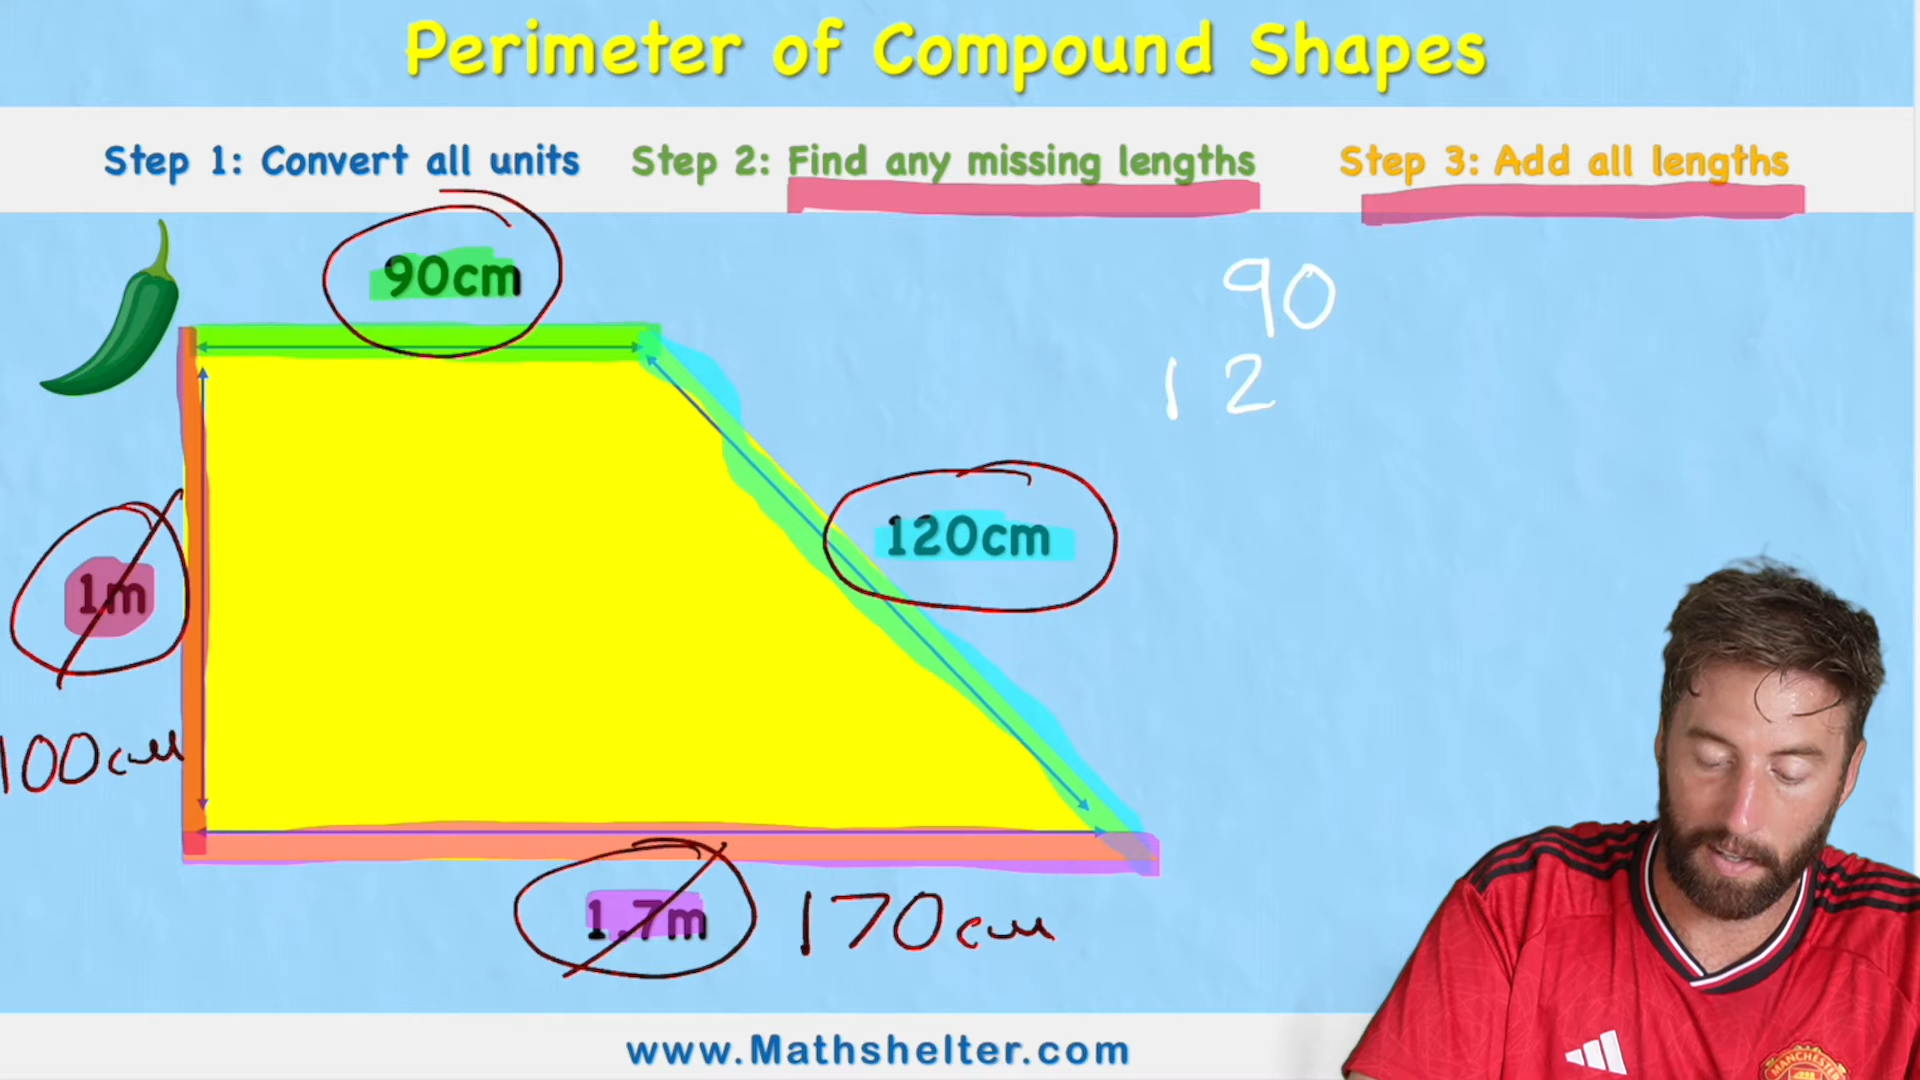 Perimeter of Compound Shapes
Step 1: Convert all units
Step 2: Find any missing lengths
Step 3: Add all lengths
90cm
90
12
120cm
1m
100cm
1.7m
170cm
www.Mathshelter.com
MANCHESTER